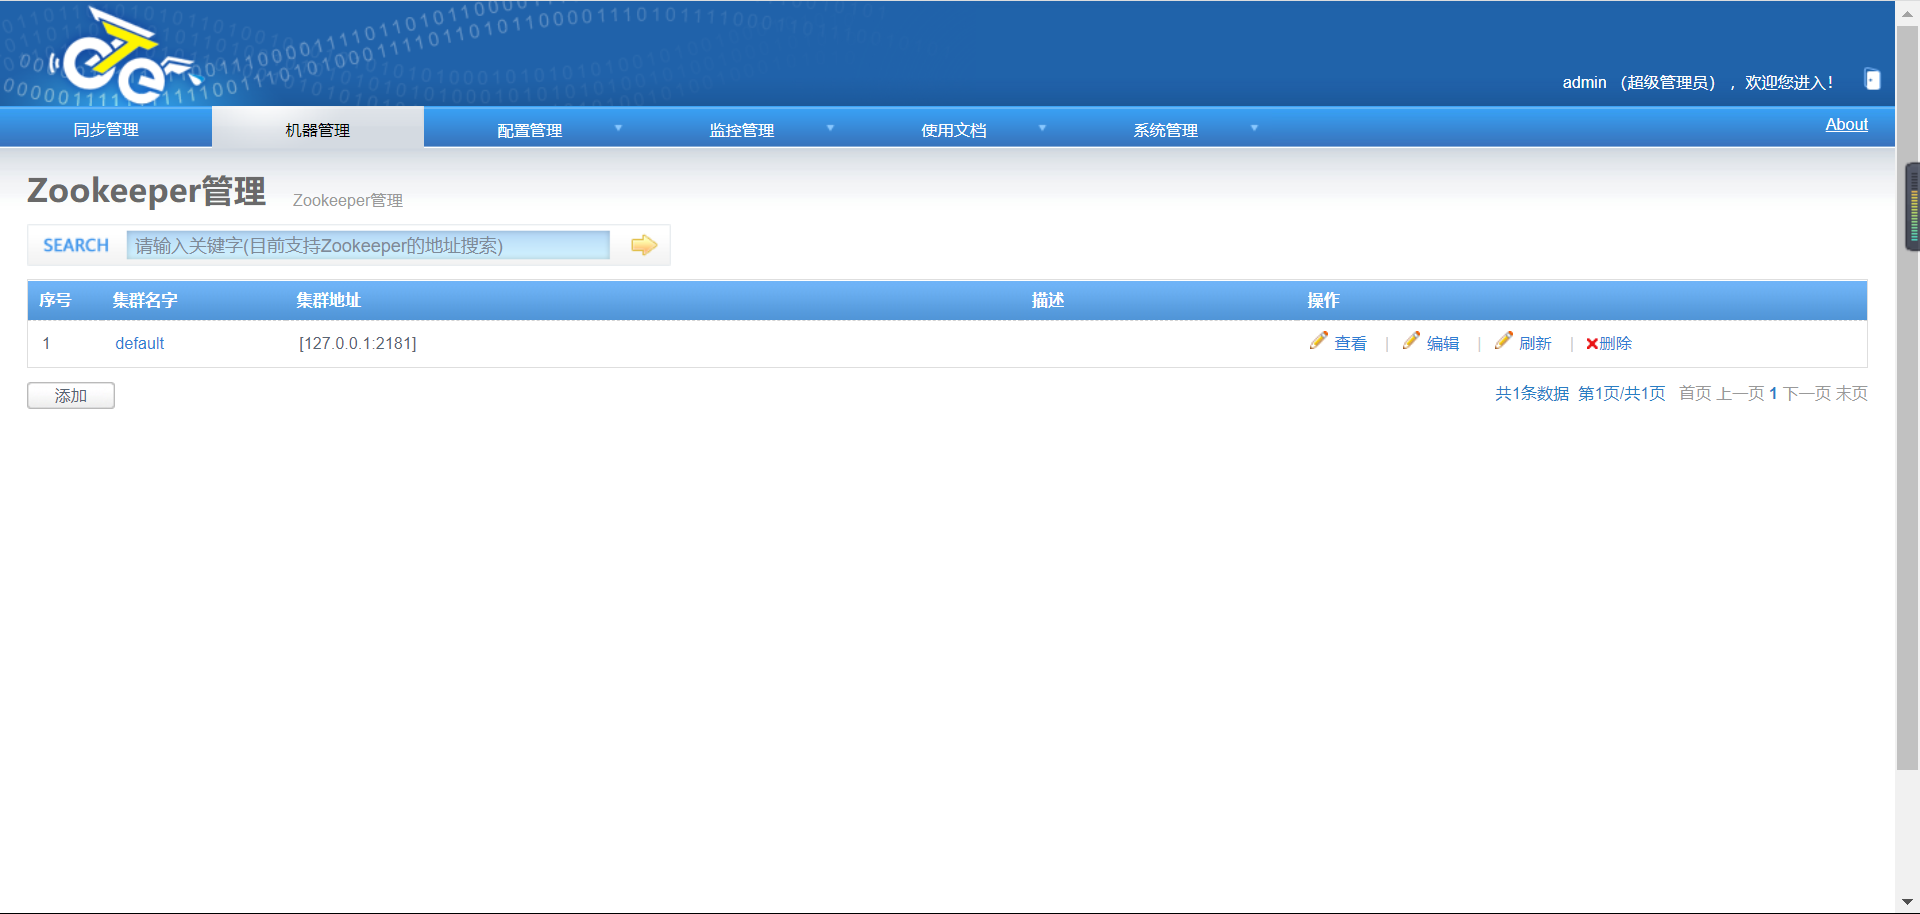 admin （超级管理员） ，欢迎您进入！
同步管理 机器管理 配置管理 监控管理 使用文档 系统管理 About
Zookeeper管理 Zookeeper管理
SEARCH 请输入关键字(目前支持Zookeeper的地址搜索)
序号 集群名字 集群地址 描述 操作
1 default [127.0.0.1:2181] 查看 | 编辑 | 刷新 | 删除
添加 共1条数据 第1页/共1页 首页 上一页 1 下一页 末页